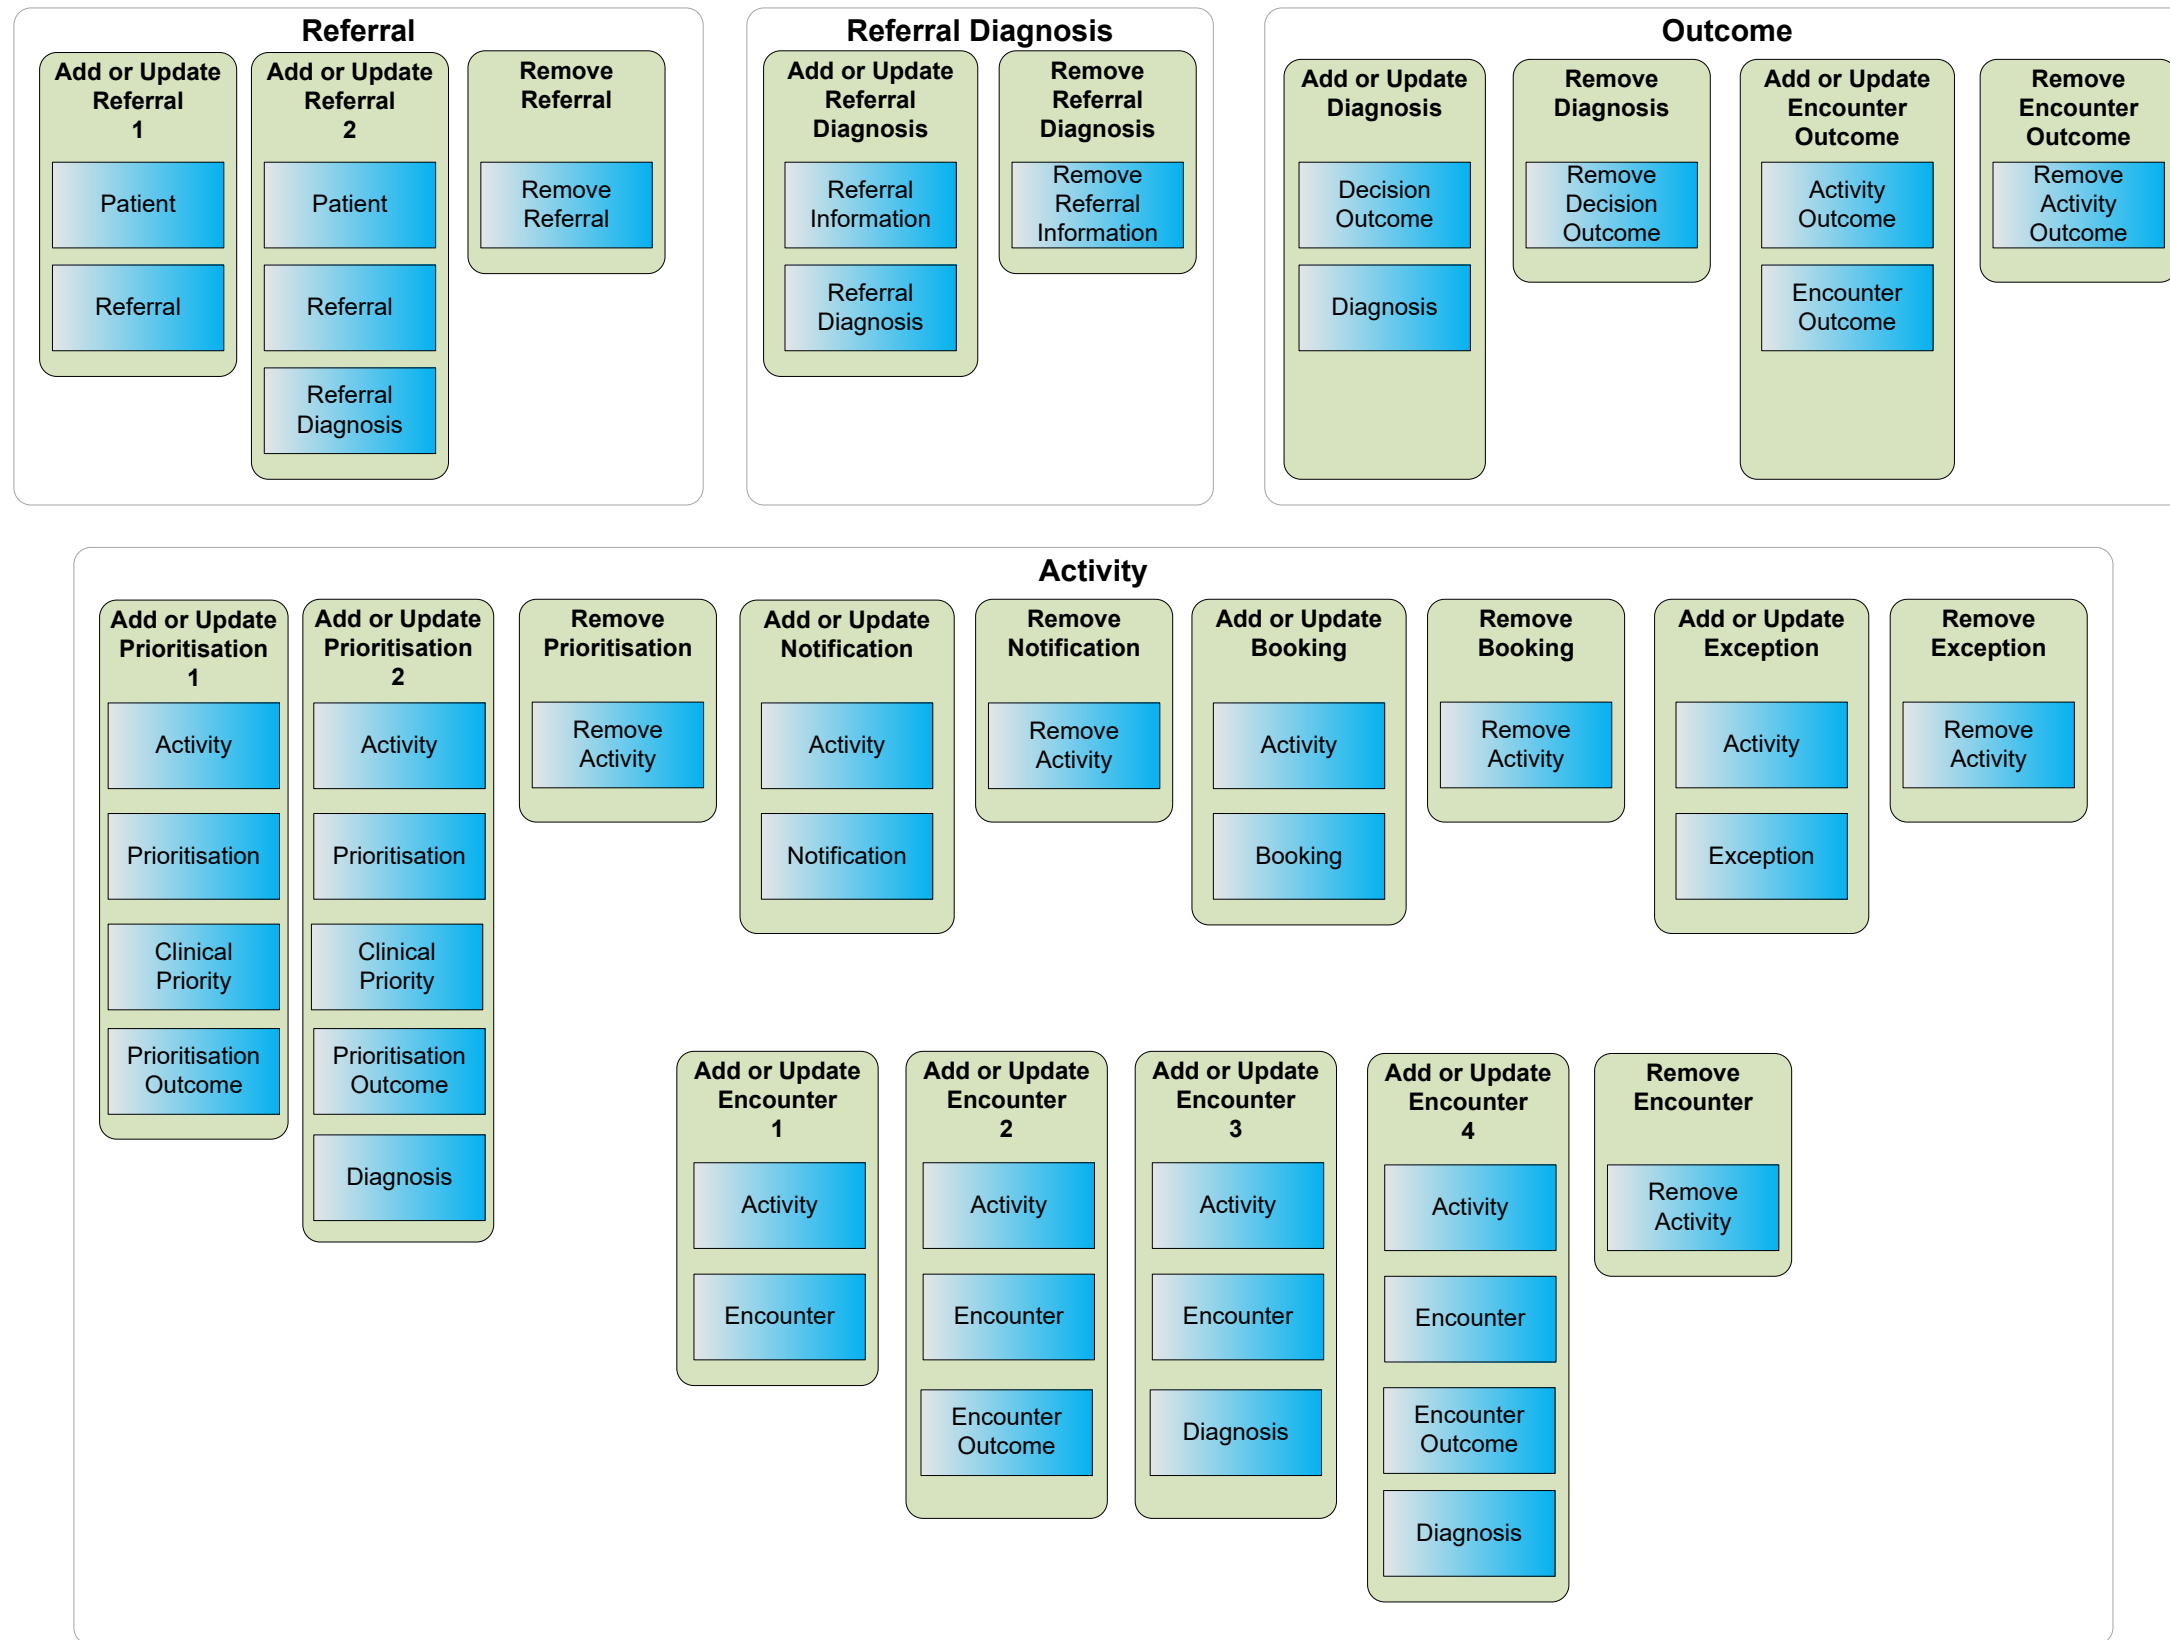 Referral
Add or Update
Referral
1
Patient
Referral
Add or Update
Referral
2
Patient
Referral
Referral
Diagnosis
Remove
Referral
Remove
Referral
Referral Diagnosis
Add or Update
Referral
Diagnosis
Referral
Information
Referral
Diagnosis
Remove
Referral
Diagnosis
Remove
Referral
Information
Outcome
Add or Update
Diagnosis
Decision
Outcome
Diagnosis
Remove
Diagnosis
Remove
Decision
Outcome
Add or Update
Encounter
Outcome
Activity
Outcome
Encounter
Outcome
Remove
Encounter
Outcome
Remove
Activity
Outcome
Activity
Add or Update
Prioritisation
1
Activity
Prioritisation
Clinical
Priority
Prioritisation
Outcome
Add or Update
Prioritisation
2
Activity
Prioritisation
Clinical
Priority
Prioritisation
Outcome
Diagnosis
Remove
Prioritisation
Remove
Activity
Add or Update
Notification
Activity
Notification
Remove
Notification
Remove
Activity
Add or Update
Booking
Activity
Booking
Remove
Booking
Remove
Activity
Add or Update
Exception
Activity
Exception
Remove
Exception
Remove
Activity
Add or Update
Encounter
1
Activity
Encounter
Add or Update
Encounter
2
Activity
Encounter
Encounter
Outcome
Add or Update
Encounter
3
Activity
Encounter
Diagnosis
Add or Update
Encounter
4
Activity
Encounter
Encounter
Outcome
Diagnosis
Remove
Encounter
Remove
Activity